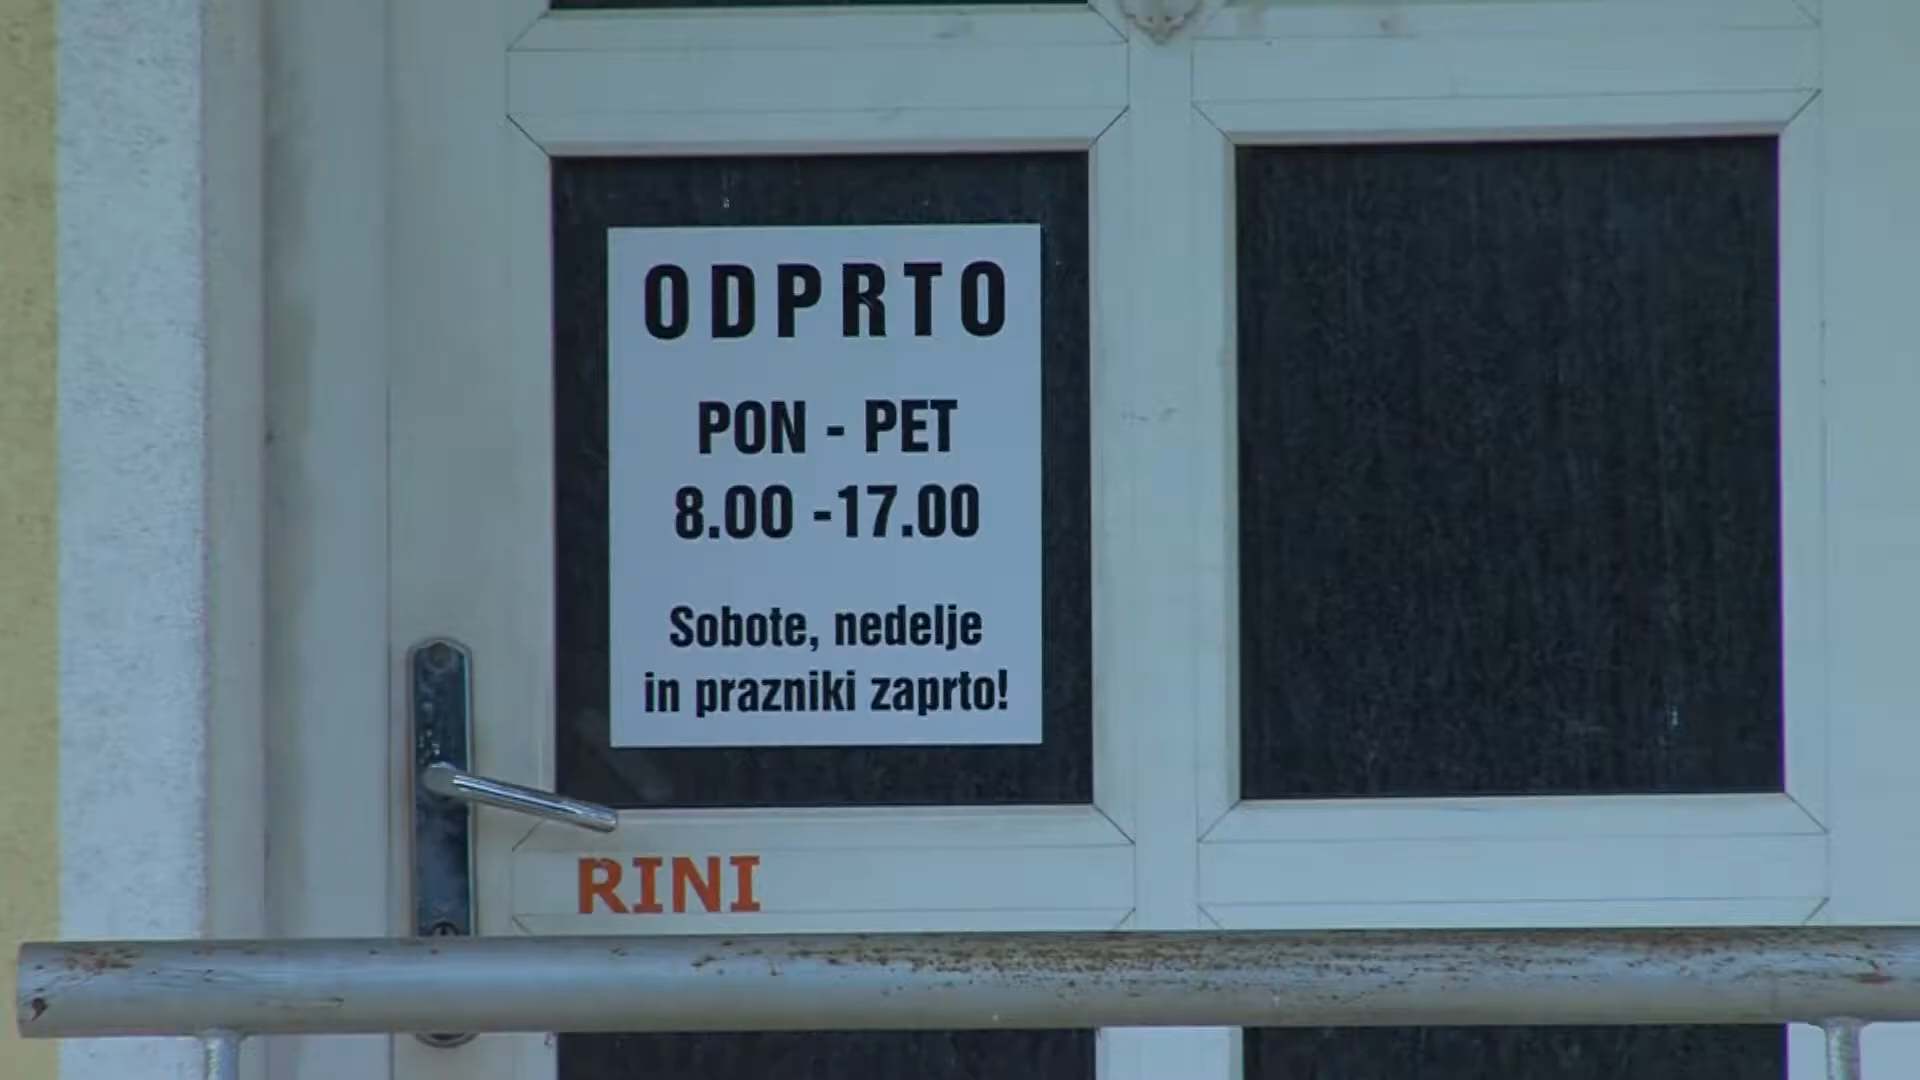 ODPRTO
PON - PET
8.00 -17.00
Sobote, nedelje
in prazniki zaprto!
RINI